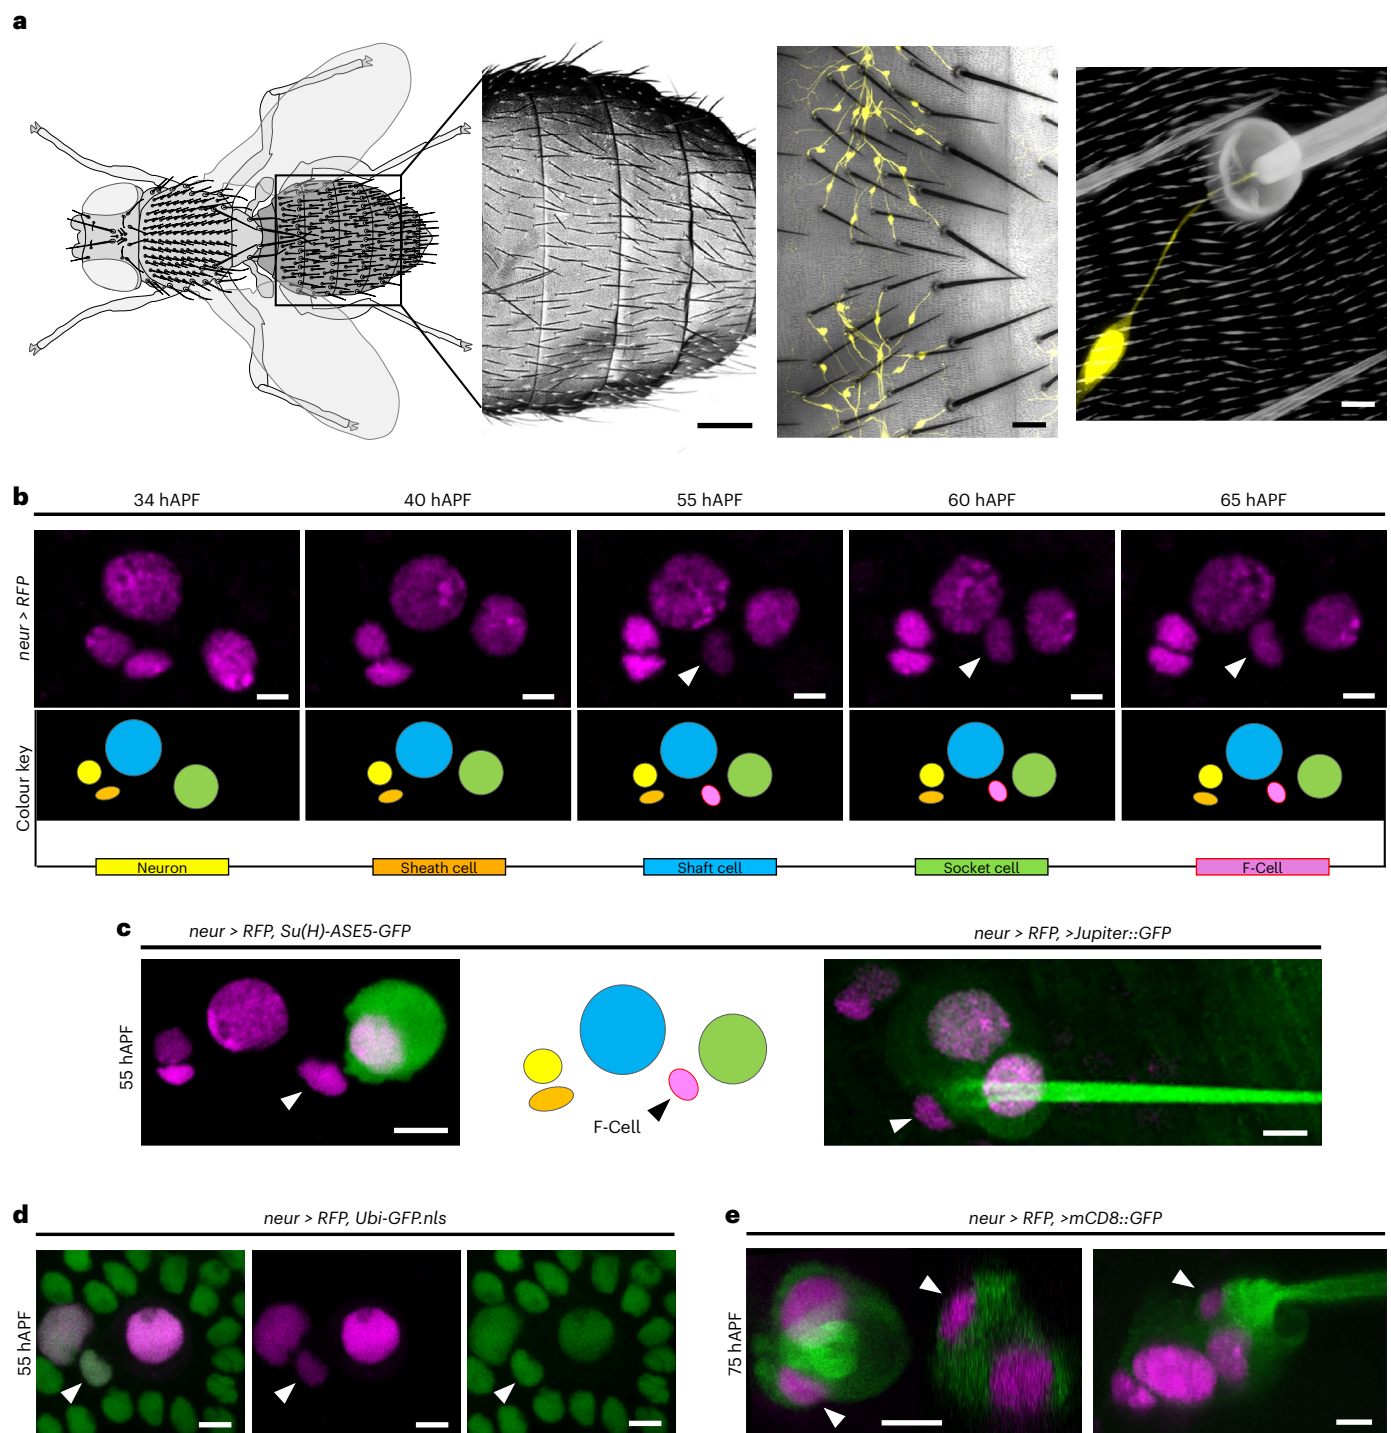 a
b
34 hAPF
40 hAPF
55 hAPF
60 hAPF
65 hAPF
neur > RFP
Colour key
Neuron
Sheath cell
Shaft cell
Socket cell
F-Cell
c
neur > RFP, Su(H)-ASE5-GFP
neur > RFP, >Jupiter::GFP
55 hAPF
F-Cell
d
neur > RFP, Ubi-GFP.nls
55 hAPF
e
neur > RFP, >mCD8::GFP
75 hAPF